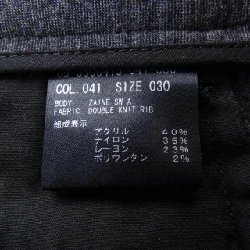 COL. 041 SIZE 030
BODY ZAINE SN A
FABRIC DOUBLE KNIT RIB
組成表示
アクリル 40%
ナイロン 35%
レーヨン 23%
ポリウレタン 2%